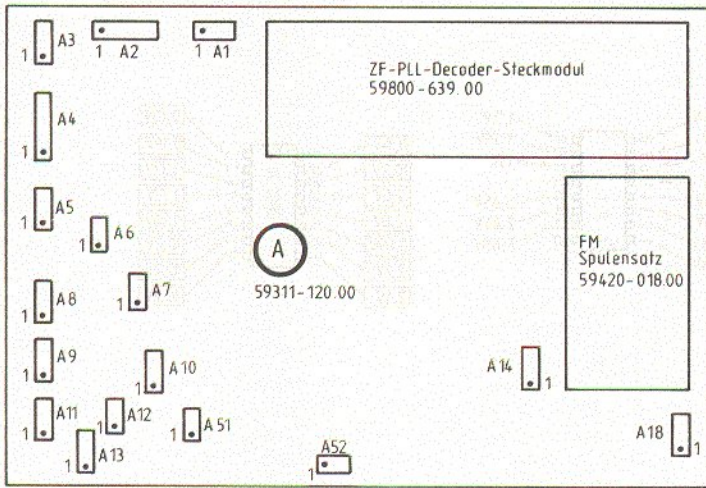 A3
1
1
A2
1
A1
ZF-PLL-Decoder-Steckmodul
59800-639.00
A4
1
A5
1
A6
1
A
59311-120.00
FM
Spulensatz
59420-018.00
A8
1
A7
1
A9
1
A10
1
A14
1
A11
1
A12
1
A51
1
A13
1
A52
1
A18
1